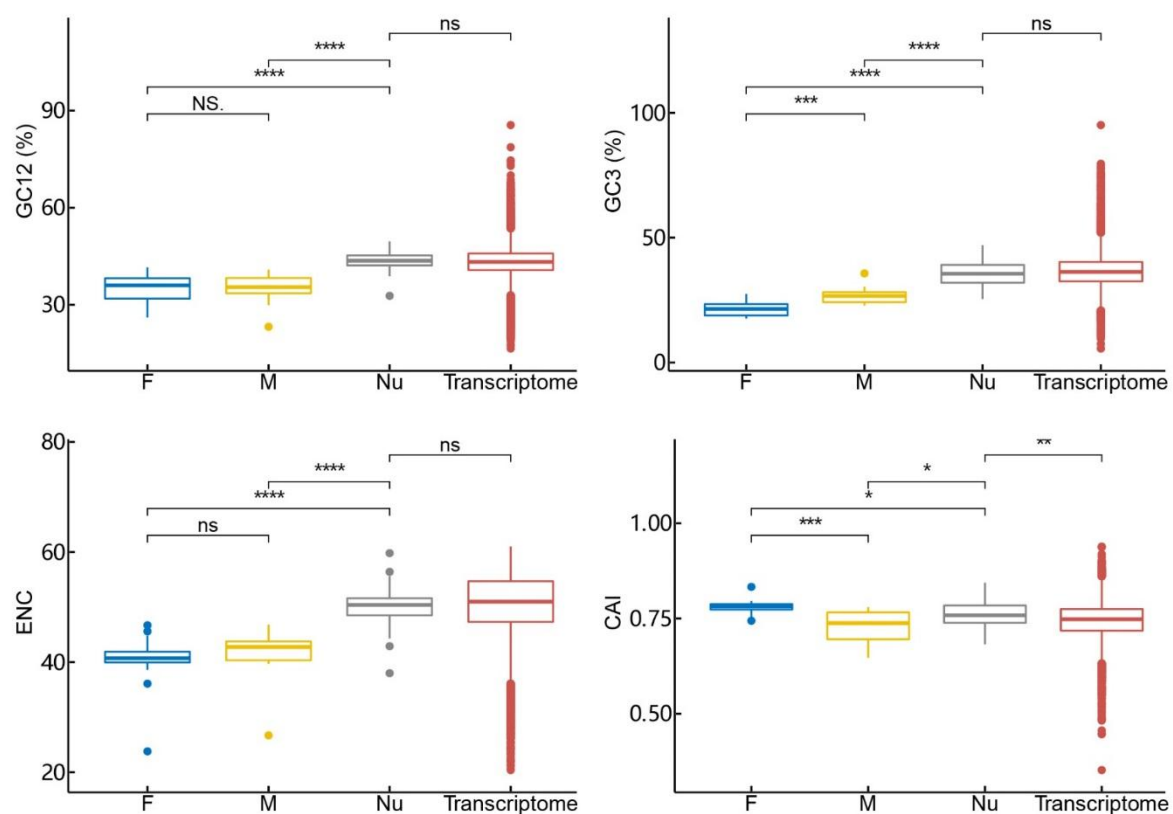 ns
****
****
NS.
90
60
30
GC12 (%)
F M Nu Transcriptome
ns
****
****
***
100
50
0
GC3 (%)
F M Nu Transcriptome
80
60
40
20
ENC
ns
****
****
ns
F M Nu Transcriptome
**
*
*
***
1.00
0.75
0.50
CAI
F M Nu Transcriptome